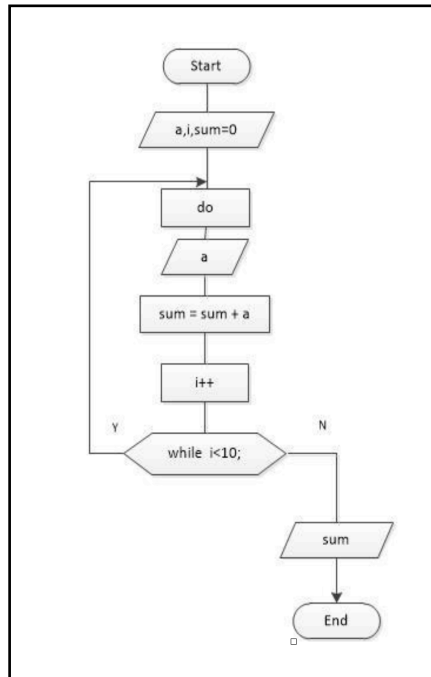 Start
a,i,sum=0
do
a
sum = sum + a
i++
Y
N
while i<10;
sum
End